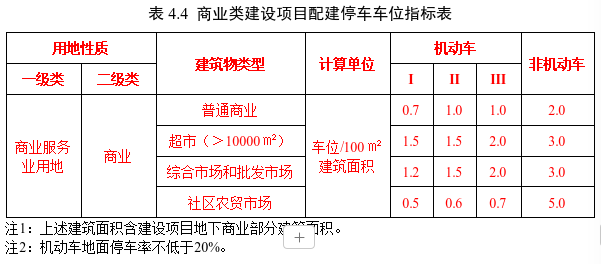 表 4.4 商业类建设项目配建停车车位指标表
用地性质 建筑物类型 计算单位 机动车 非机动车
一级类 二级类 I II III
商业服务业用地 商业 普通商业 车位/100㎡建筑面积 0.7 1.0 1.0 2.0
超市（＞10000㎡） 1.5 1.5 2.0 3.0
综合市场和批发市场 1.2 1.5 2.0 3.0
社区农贸市场 0.5 0.6 0.7 5.0
注1：上述建筑面积含建设项目地下商业部分建筑面积。
注2：机动车地面停车率不低于20%。